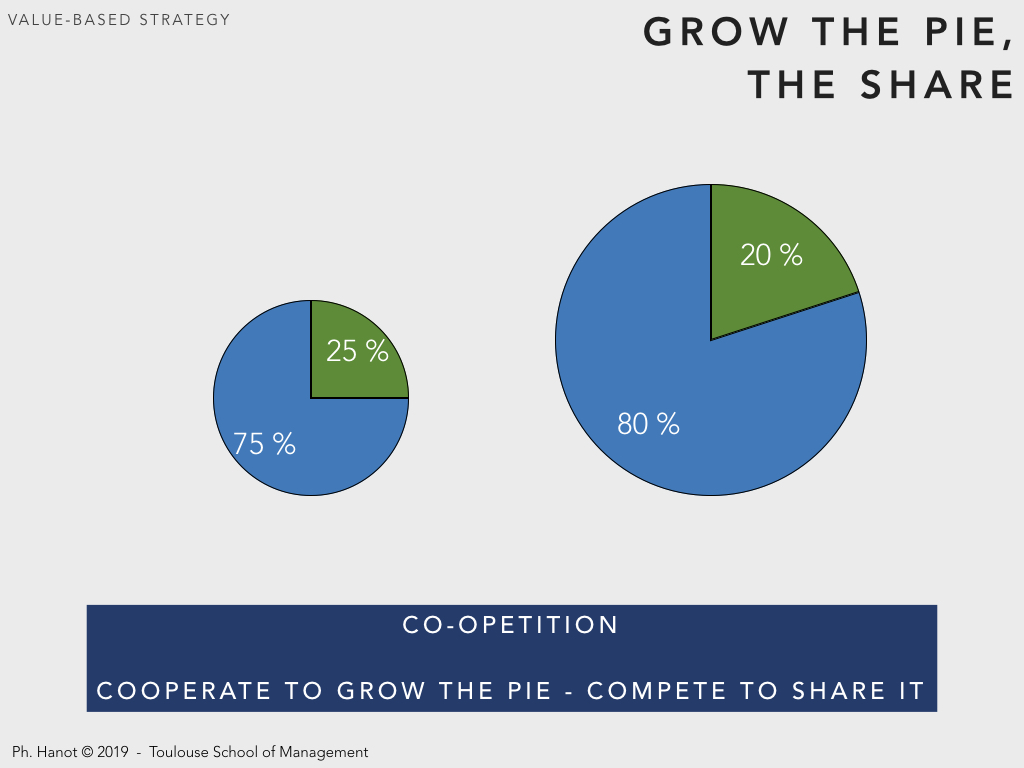 VALUE-BASED STRATEGY
GROW THE PIE,
THE SHARE
20 %
25 %
80 %
75 %
CO-OPETITION
COOPERATE TO GROW THE PIE - COMPETE TO SHARE IT
Ph. Hanot © 2019 - Toulouse School of Management